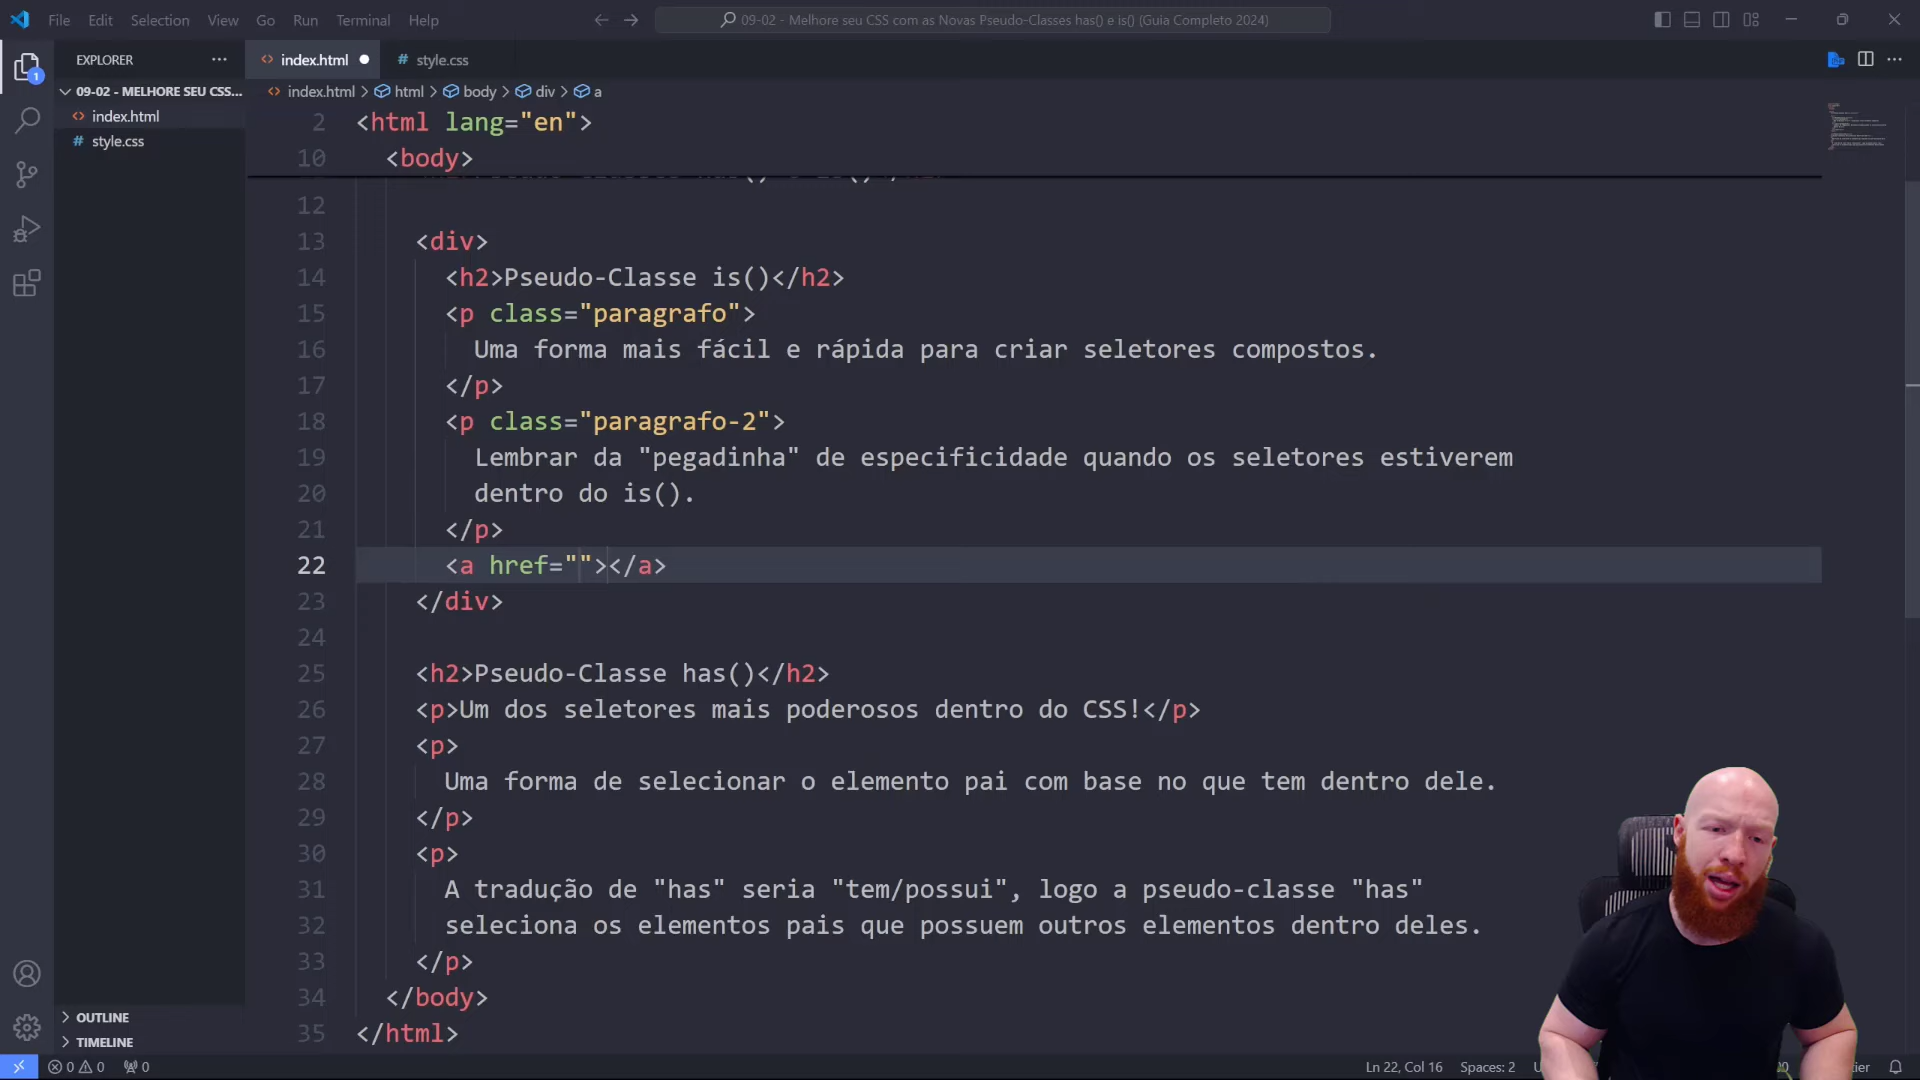 File Edit Selection View Go Run Terminal Help
09-02 - Melhore seu CSS com as Novas Pseudo-Classes has() e is() (Guia Completo 2024)
EXPLORER
index.html
# style.css
09-02 - MELHORE SEU CSS...
index.html
# style.css
index.html > html > body > div > a
2 <html lang="en">
10 <body>
12
13 <div>
14 <h2>Pseudo-Classe is()</h2>
15 <p class="paragrafo">
16 Uma forma mais fácil e rápida para criar seletores compostos.
17 </p>
18 <p class="paragrafo-2">
19 Lembrar da "pegadinha" de especificidade quando os seletores estiverem
20 dentro do is().
21 </p>
22 <a href=""></a>
23 </div>
24
25 <h2>Pseudo-Classe has()</h2>
26 <p>Um dos seletores mais poderosos dentro do CSS!</p>
27 <p>
28 Uma forma de selecionar o elemento pai com base no que tem dentro dele.
29 </p>
30 <p>
31 A tradução de "has" seria "tem/possui", logo a pseudo-classe "has"
32 seleciona os elementos pais que possuem outros elementos dentro deles.
33 </p>
34 </body>
35 </html>
1
OUTLINE
TIMELINE
0 0 0
Ln 22, Col 16 Spaces: 2